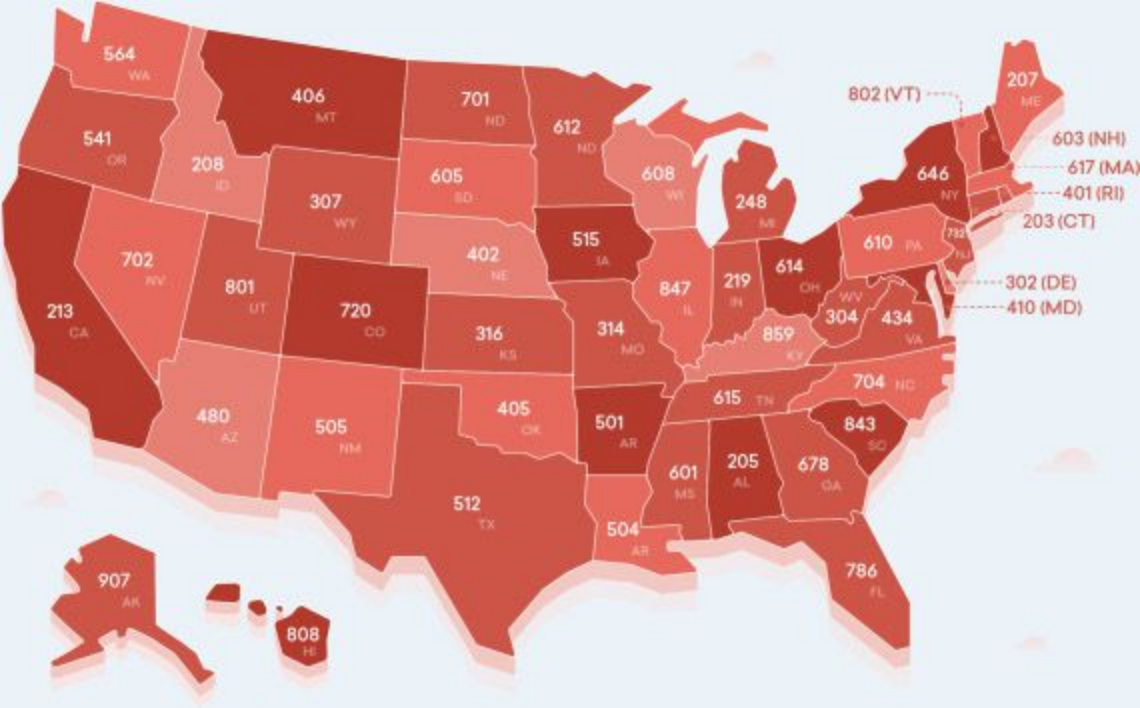 564
WA
541
OR
208
ID
406
MT
701
ND
612
ND
605
SD
307
WY
608
WI
248
MI
402
NE
515
IA
702
NV
801
UT
720
CO
213
CA
316
KS
314
MO
847
IL
219
IN
614
OH
859
KY
WV
304
434
VA
610 PA
732
NJ
646
NY
802 (VT)
207
ME
603 (NH)
617 (MA)
401 (RI)
203 (CT)
302 (DE)
410 (MD)
480
AZ
505
NM
405
OK
501
AR
615 TN
704 NC
843
SC
601
MS
205
AL
678
GA
512
TX
504
AR
786
FL
907
AK
808
HI